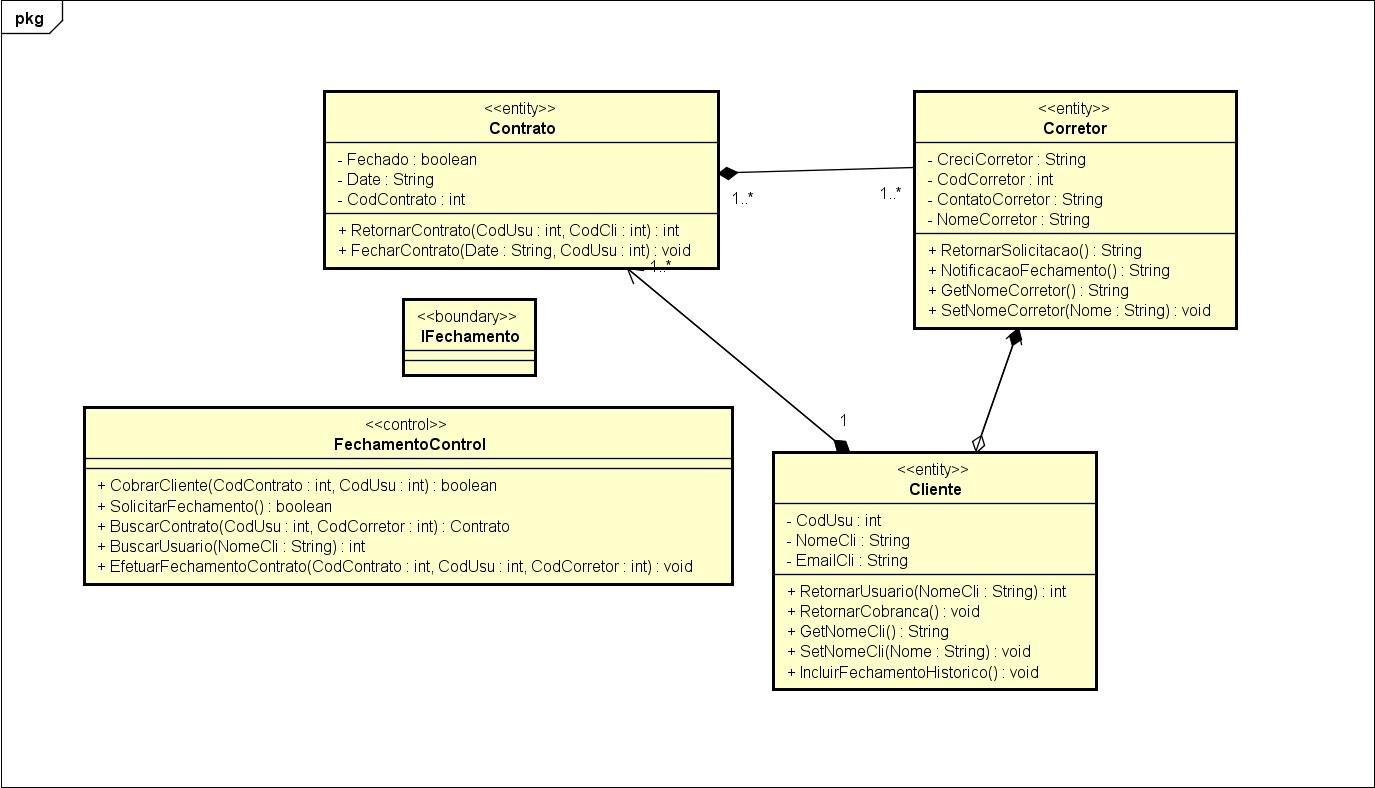 pkg
<<entity>>
Contrato
- Fechado : boolean
- Date : String
- CodContrato : int
+ RetornarContrato(CodUsu : int, CodCli : int) : int
+ FecharContrato(Date : String, CodUsu : int) : void
<<entity>>
Corretor
- CreciCorretor : String
- CodCorretor : int
- ContatoCorretor : String
- NomeCorretor : String
+ RetornarSolicitacao() : String
+ NotificacaoFechamento() : String
+ GetNomeCorretor() : String
+ SetNomeCorretor(Nome : String) : void
1..*
1..*
1..*
<<boundary>>
IFechamento
<<control>>
FechamentoControl
+ CobrarCliente(CodContrato : int, CodUsu : int) : boolean
+ SolicitarFechamento() : boolean
+ BuscarContrato(CodUsu : int, CodCorretor : int) : Contrato
+ BuscarUsuario(NomeCli : String) : int
+ EfetuarFechamentoContrato(CodContrato : int, CodUsu : int, CodCorretor : int) : void
1
<<entity>>
Cliente
- CodUsu : int
- NomeCli : String
- EmailCli : String
+ RetornarUsuario(NomeCli : String) : int
+ RetornarCobranca() : void
+ GetNomeCli() : String
+ SetNomeCli(Nome : String) : void
+ IncluirFechamentoHistorico() : void